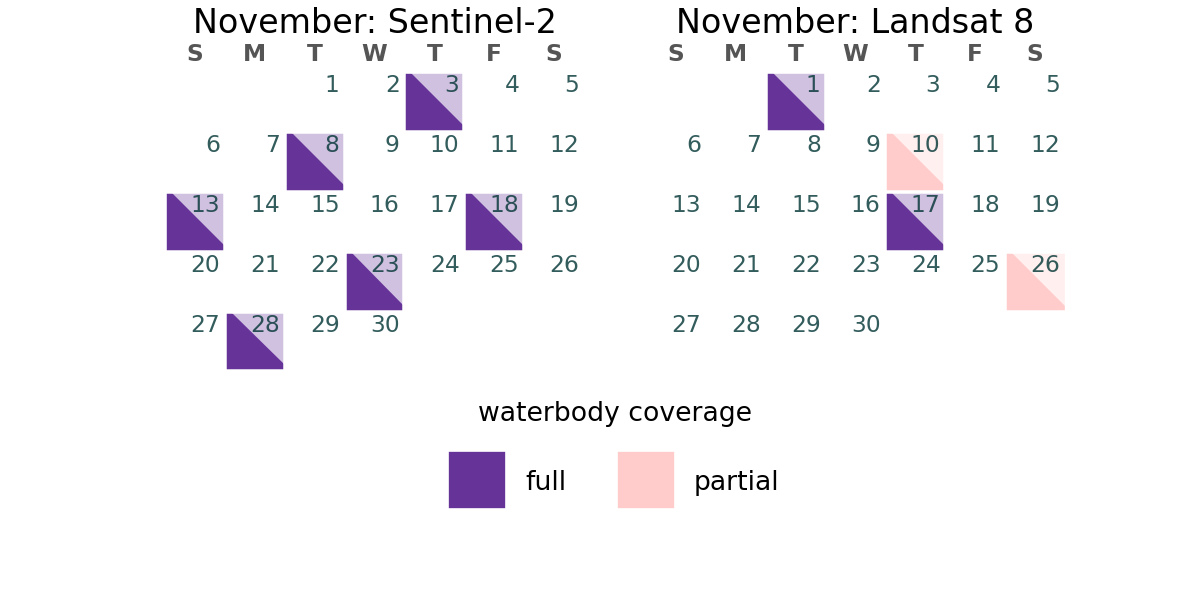 November: Sentinel-2
S M T W T F S
1 2 3 4 5
6 7 8 9 10 11 12
13 14 15 16 17 18 19
20 21 22 23 24 25 26
27 28 29 30
November: Landsat 8
S M T W T F S
1 2 3 4 5
6 7 8 9 10 11 12
13 14 15 16 17 18 19
20 21 22 23 24 25 26
27 28 29 30
waterbody coverage
full
partial